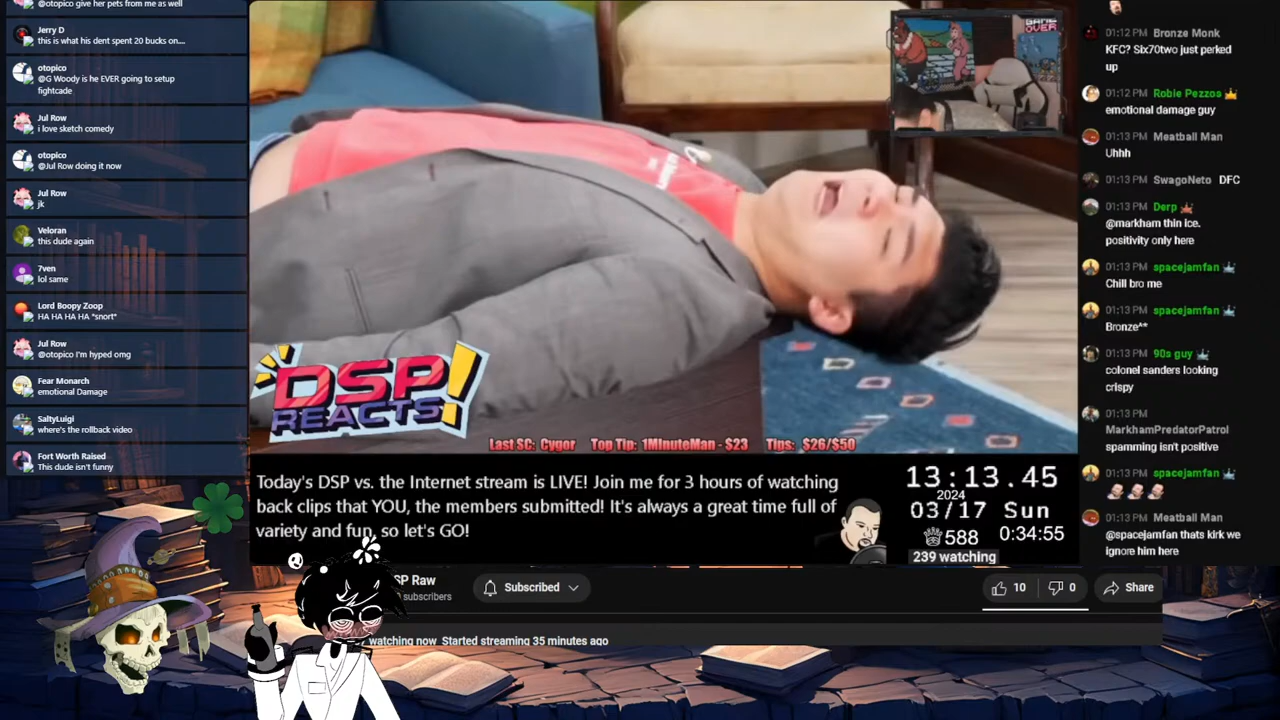 @otopico give her pets from me as well
Jerry D
this is what his dent spent 20 bucks on....
otopico
@G Woody is he EVER going to setup
fightcade
Jul Row
i love sketch comedy
otopico
@Jul Row doing it now
Jul Row
jk
Veloran
this dude again
7ven
lol same
Lord Boopy Zoop
HA HA HA HA *snort*
Jul Row
@otopico I'm hyped omg
Fear Monarch
emotional Damage
SaltyLuigi
where's the rollback video
Fort Worth Raised
This dude isn't funny
GAME
OVER
DSP
REACTS!
Last SC: Cygor Top Tip: 1MinuteMan - $23 Tips: $26/$50
Today's DSP vs. the Internet stream is LIVE! Join me for 3 hours of watching
back clips that YOU, the members submitted! It's always a great time full of
variety and fun, so let's GO!
13:13.45
2024
03/17 Sun
588
0:34:55
239 watching
SP Raw
subscribers
Subscribed
10
0
Share
watching now Started streaming 35 minutes ago
01:12 PM Bronze Monk
KFC? Six70two just perked
up
01:12 PM Robie Pezzos
emotional damage guy
01:13 PM Meatball Man
Uhhh
01:13 PM SwagoNeto DFC
01:13 PM Derp
@markham thin ice.
positivity only here
01:13 PM spacejamfan
Chill bro me
01:13 PM spacejamfan
Bronze**
01:13 PM 90s guy
colonel sanders looking
crispy
01:13 PM
MarkhamPredatorPatrol
spamming isn't positive
01:13 PM spacejamfan
01:13 PM Meatball Man
@spacejamfan thats kirk we
ignore him here